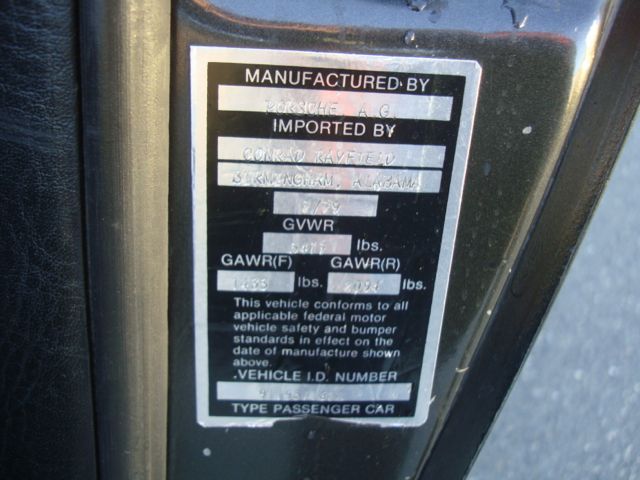 MANUFACTURED BY
PORSCHE, A.G.
IMPORTED BY
CONRAD RAYFIELD
BIRMINGHAM, ALABAMA
/79
GVWR
lbs.
GAWR(F) GAWR(R)
lbs. lbs.
This vehicle conforms to all
applicable federal motor
vehicle safety and bumper
standards in effect on the
date of manufacture shown
above.
VEHICLE I.D. NUMBER
TYPE PASSENGER CAR